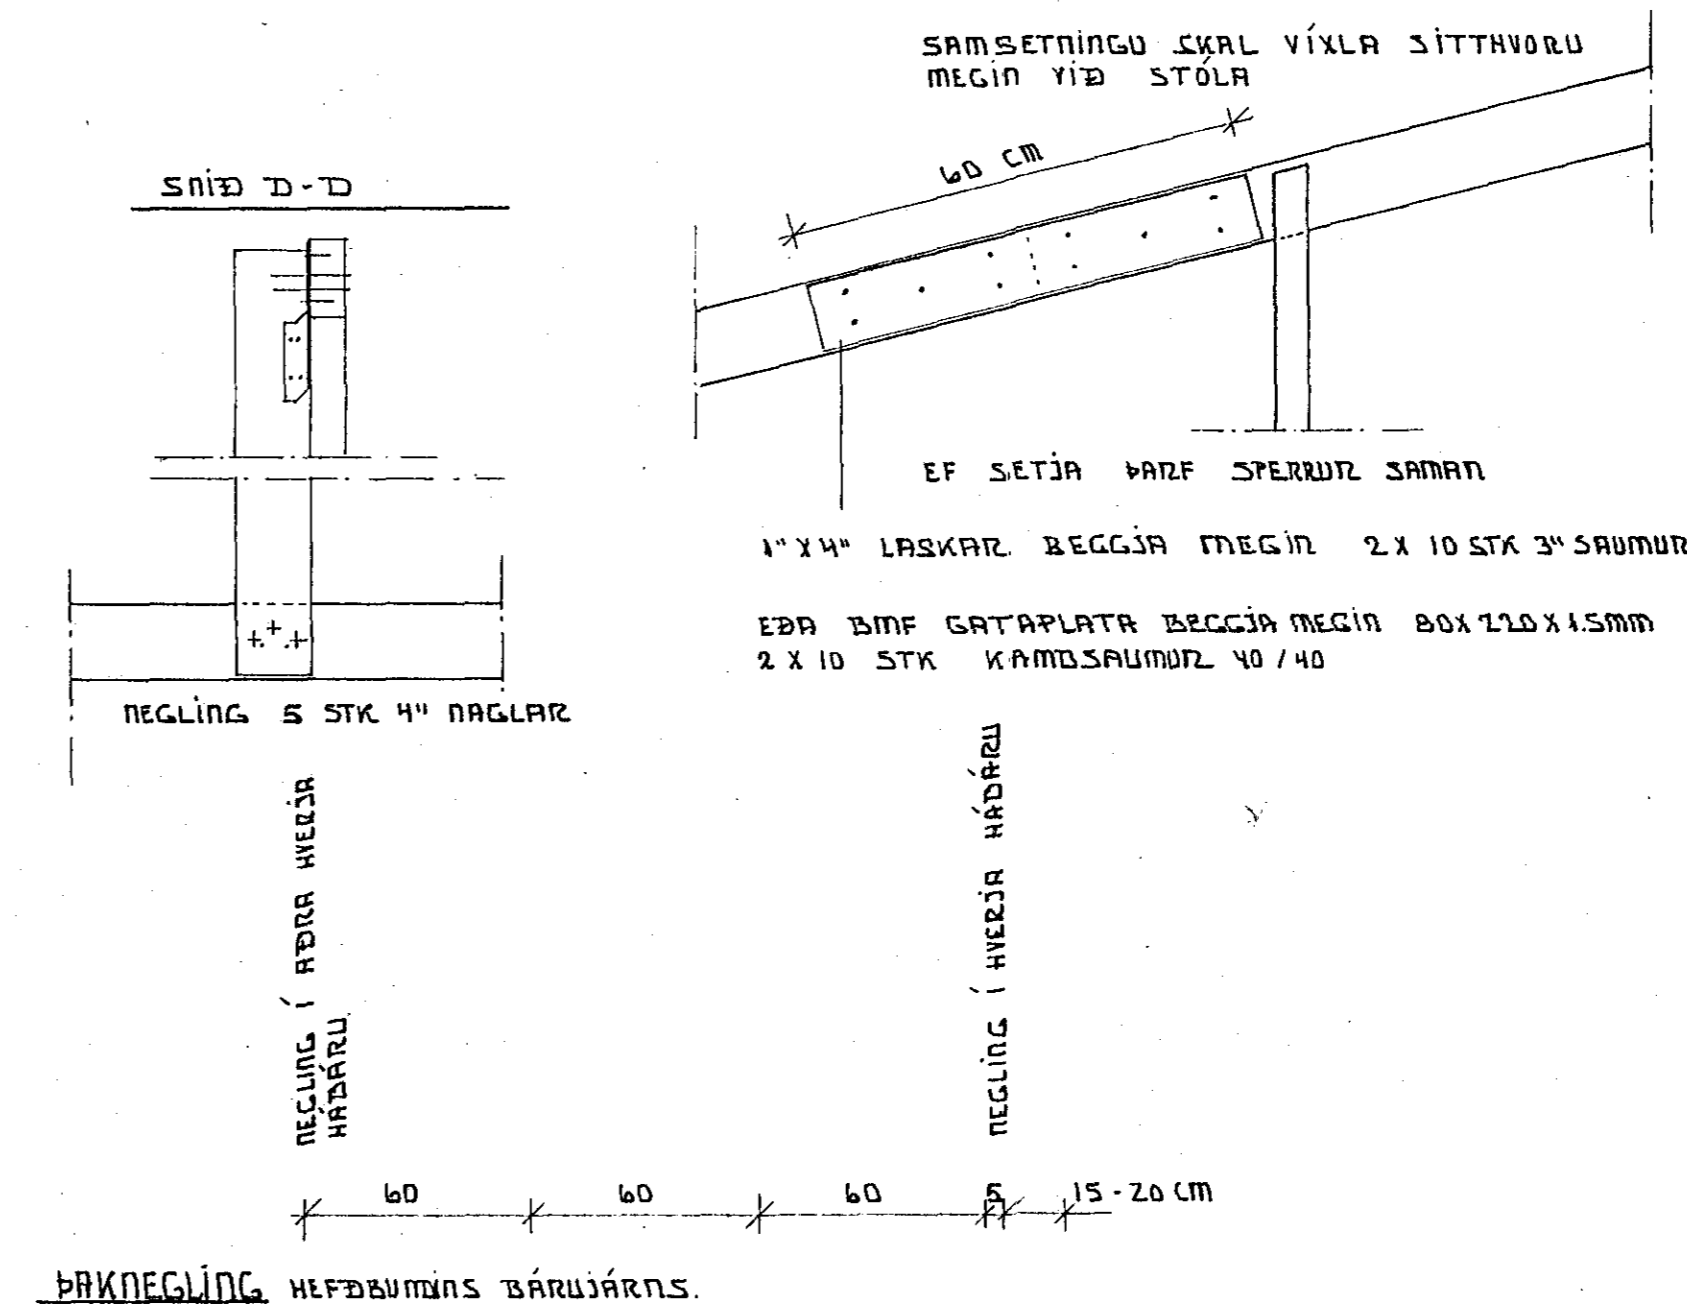 SAMSETNINGU SKAL VÍXLA SITTHVORU
MEGIN VIÐ STÓLA
60 CM
SNIÐ D-D
EF SETJA ÞARF SPERRUR SAMAN
1" X 4" LASKAR BEGGJA MEGIN 2 X 10 STK 3" SAUMUR
EÐA BMF GATAPLATA BEGGJA MEGIN 80 X 220 X 1.5MM
2 X 10 STK KAMBSAUMUR 40/40
NEGLING 5 STK 4" NAGLAR
NEGLING Í AÐRA HVERJA
HÁBÁRU
NEGLING Í HVERJA HÁBÁRU
60 60 60 5 15-20 CM
ÞAKNEGLING HEFÐBUNDINS BÁRUJÁRNS.